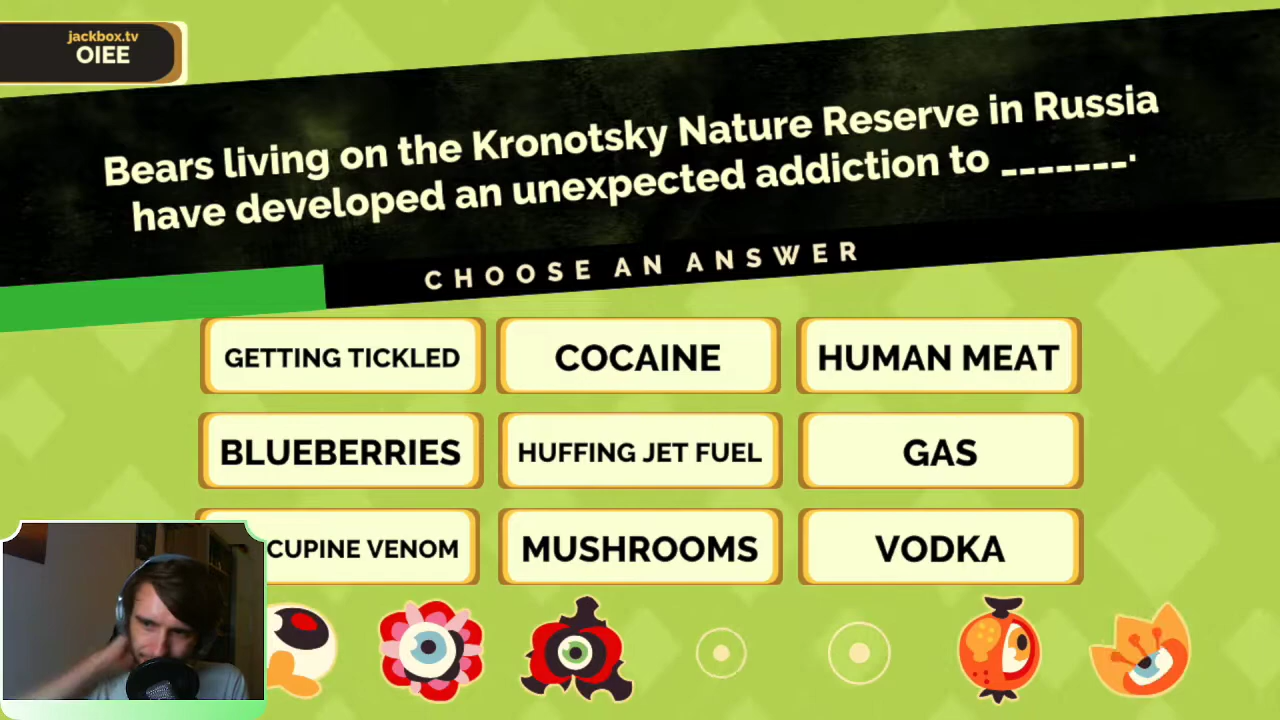 jackbox.tv
OIEE
Bears living on the Kronotsky Nature Reserve in Russia
have developed an unexpected addiction to _______.
CHOOSE AN ANSWER
GETTING TICKLED
COCAINE
HUMAN MEAT
BLUEBERRIES
HUFFING JET FUEL
GAS
CUPINE VENOM
MUSHROOMS
VODKA